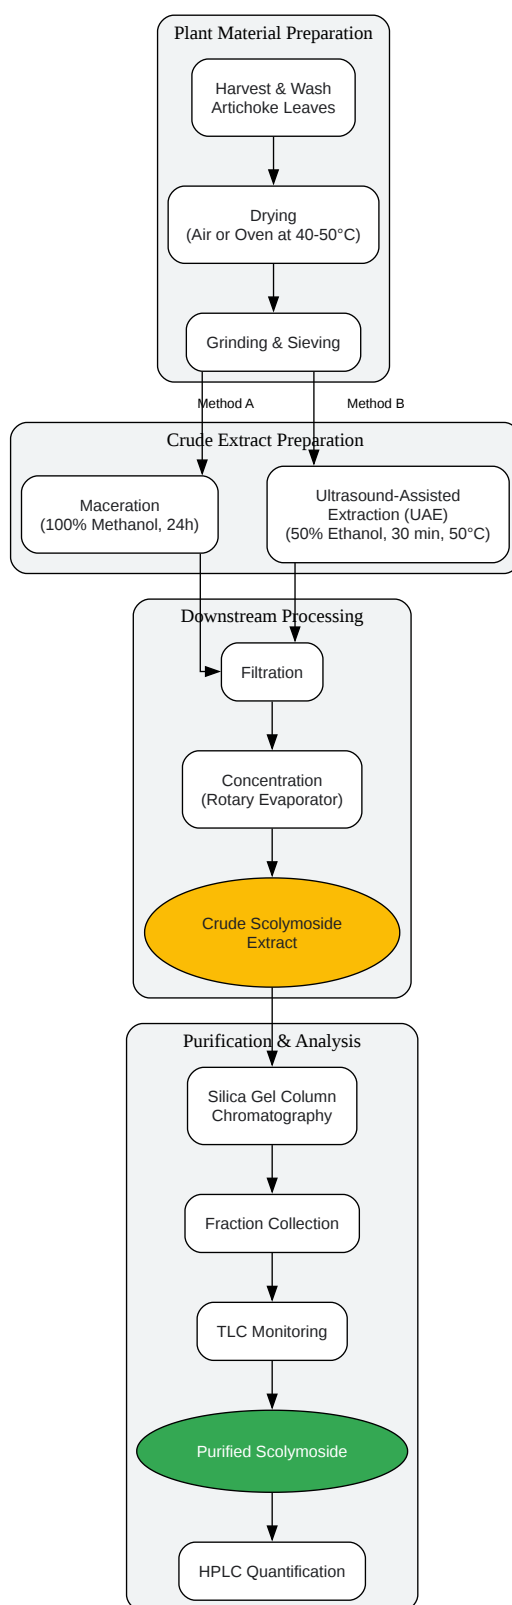 Plant Material Preparation
Harvest & Wash
Artichoke Leaves
Drying
(Air or Oven at 40-50°C)
Grinding & Sieving
Method A
Method B
Crude Extract Preparation
Maceration
(100% Methanol, 24h)
Ultrasound-Assisted
Extraction (UAE)
(50% Ethanol, 30 min, 50°C)
Downstream Processing
Filtration
Concentration
(Rotary Evaporator)
Crude Scolymoside
Extract
Purification & Analysis
Silica Gel Column
Chromatography
Fraction Collection
TLC Monitoring
Purified Scolymoside
HPLC Quantification